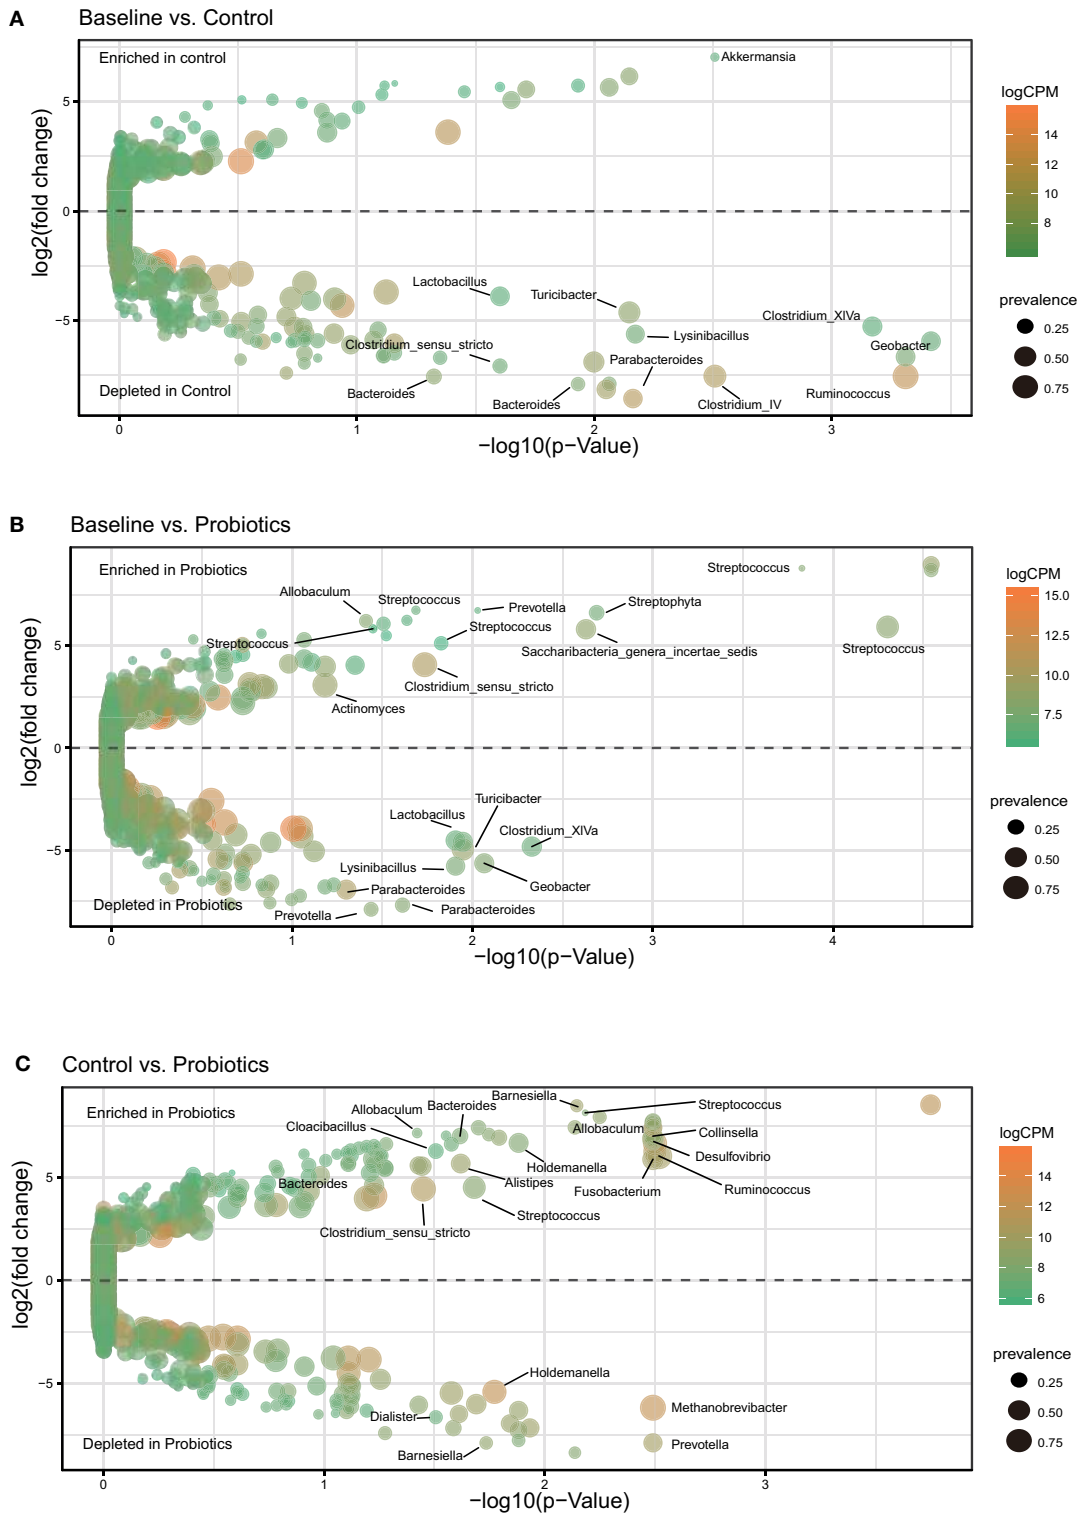 A
Baseline vs. Control
Enriched in control
Akkermansia
logCPM
14
12
10
8
5
0
−5
log2(fold change)
Lactobacillus
Turicibacter
Clostridium_XIVa
Lysinibacillus
Geobacter
Clostridium_sensu_stricto
Parabacteroides
Depleted in Control
Bacteroides
Bacteroides
Clostridium_IV
Ruminococcus
prevalence
0.25
0.50
0.75
0
1
2
3
−log10(p−Value)
B
Baseline vs. Probiotics
Enriched in Probiotics
Streptococcus
Allobaculum
Streptococcus
Prevotella
Streptophyta
Streptococcus
Streptococcus
Saccharibacteria_genera_incertae_sedis
Streptococcus
Clostridium_sensu_stricto
Actinomyces
logCPM
15.0
12.5
10.0
7.5
5
0
−5
log2(fold change)
Turicibacter
Lactobacillus
Clostridium_XIVa
Lysinibacillus
Geobacter
Parabacteroides
Depleted in Probiotics
Prevotella
Parabacteroides
prevalence
0.25
0.50
0.75
0
1
2
3
4
−log10(p−Value)
C
Control vs. Probiotics
Enriched in Probiotics
Barnesiella
Allobaculum
Bacteroides
Streptococcus
Cloacibacillus
Allobaculum
Collinsella
Desulfovibrio
Holdemanella
Bacteroides
Alistipes
Fusobacterium
Ruminococcus
Streptococcus
Clostridium_sensu_stricto
logCPM
14
12
10
8
6
5
0
−5
log2(fold change)
Holdemanella
Dialister
Methanobrevibacter
Depleted in Probiotics
Barnesiella
Prevotella
prevalence
0.25
0.50
0.75
0
1
2
3
−log10(p−Value)